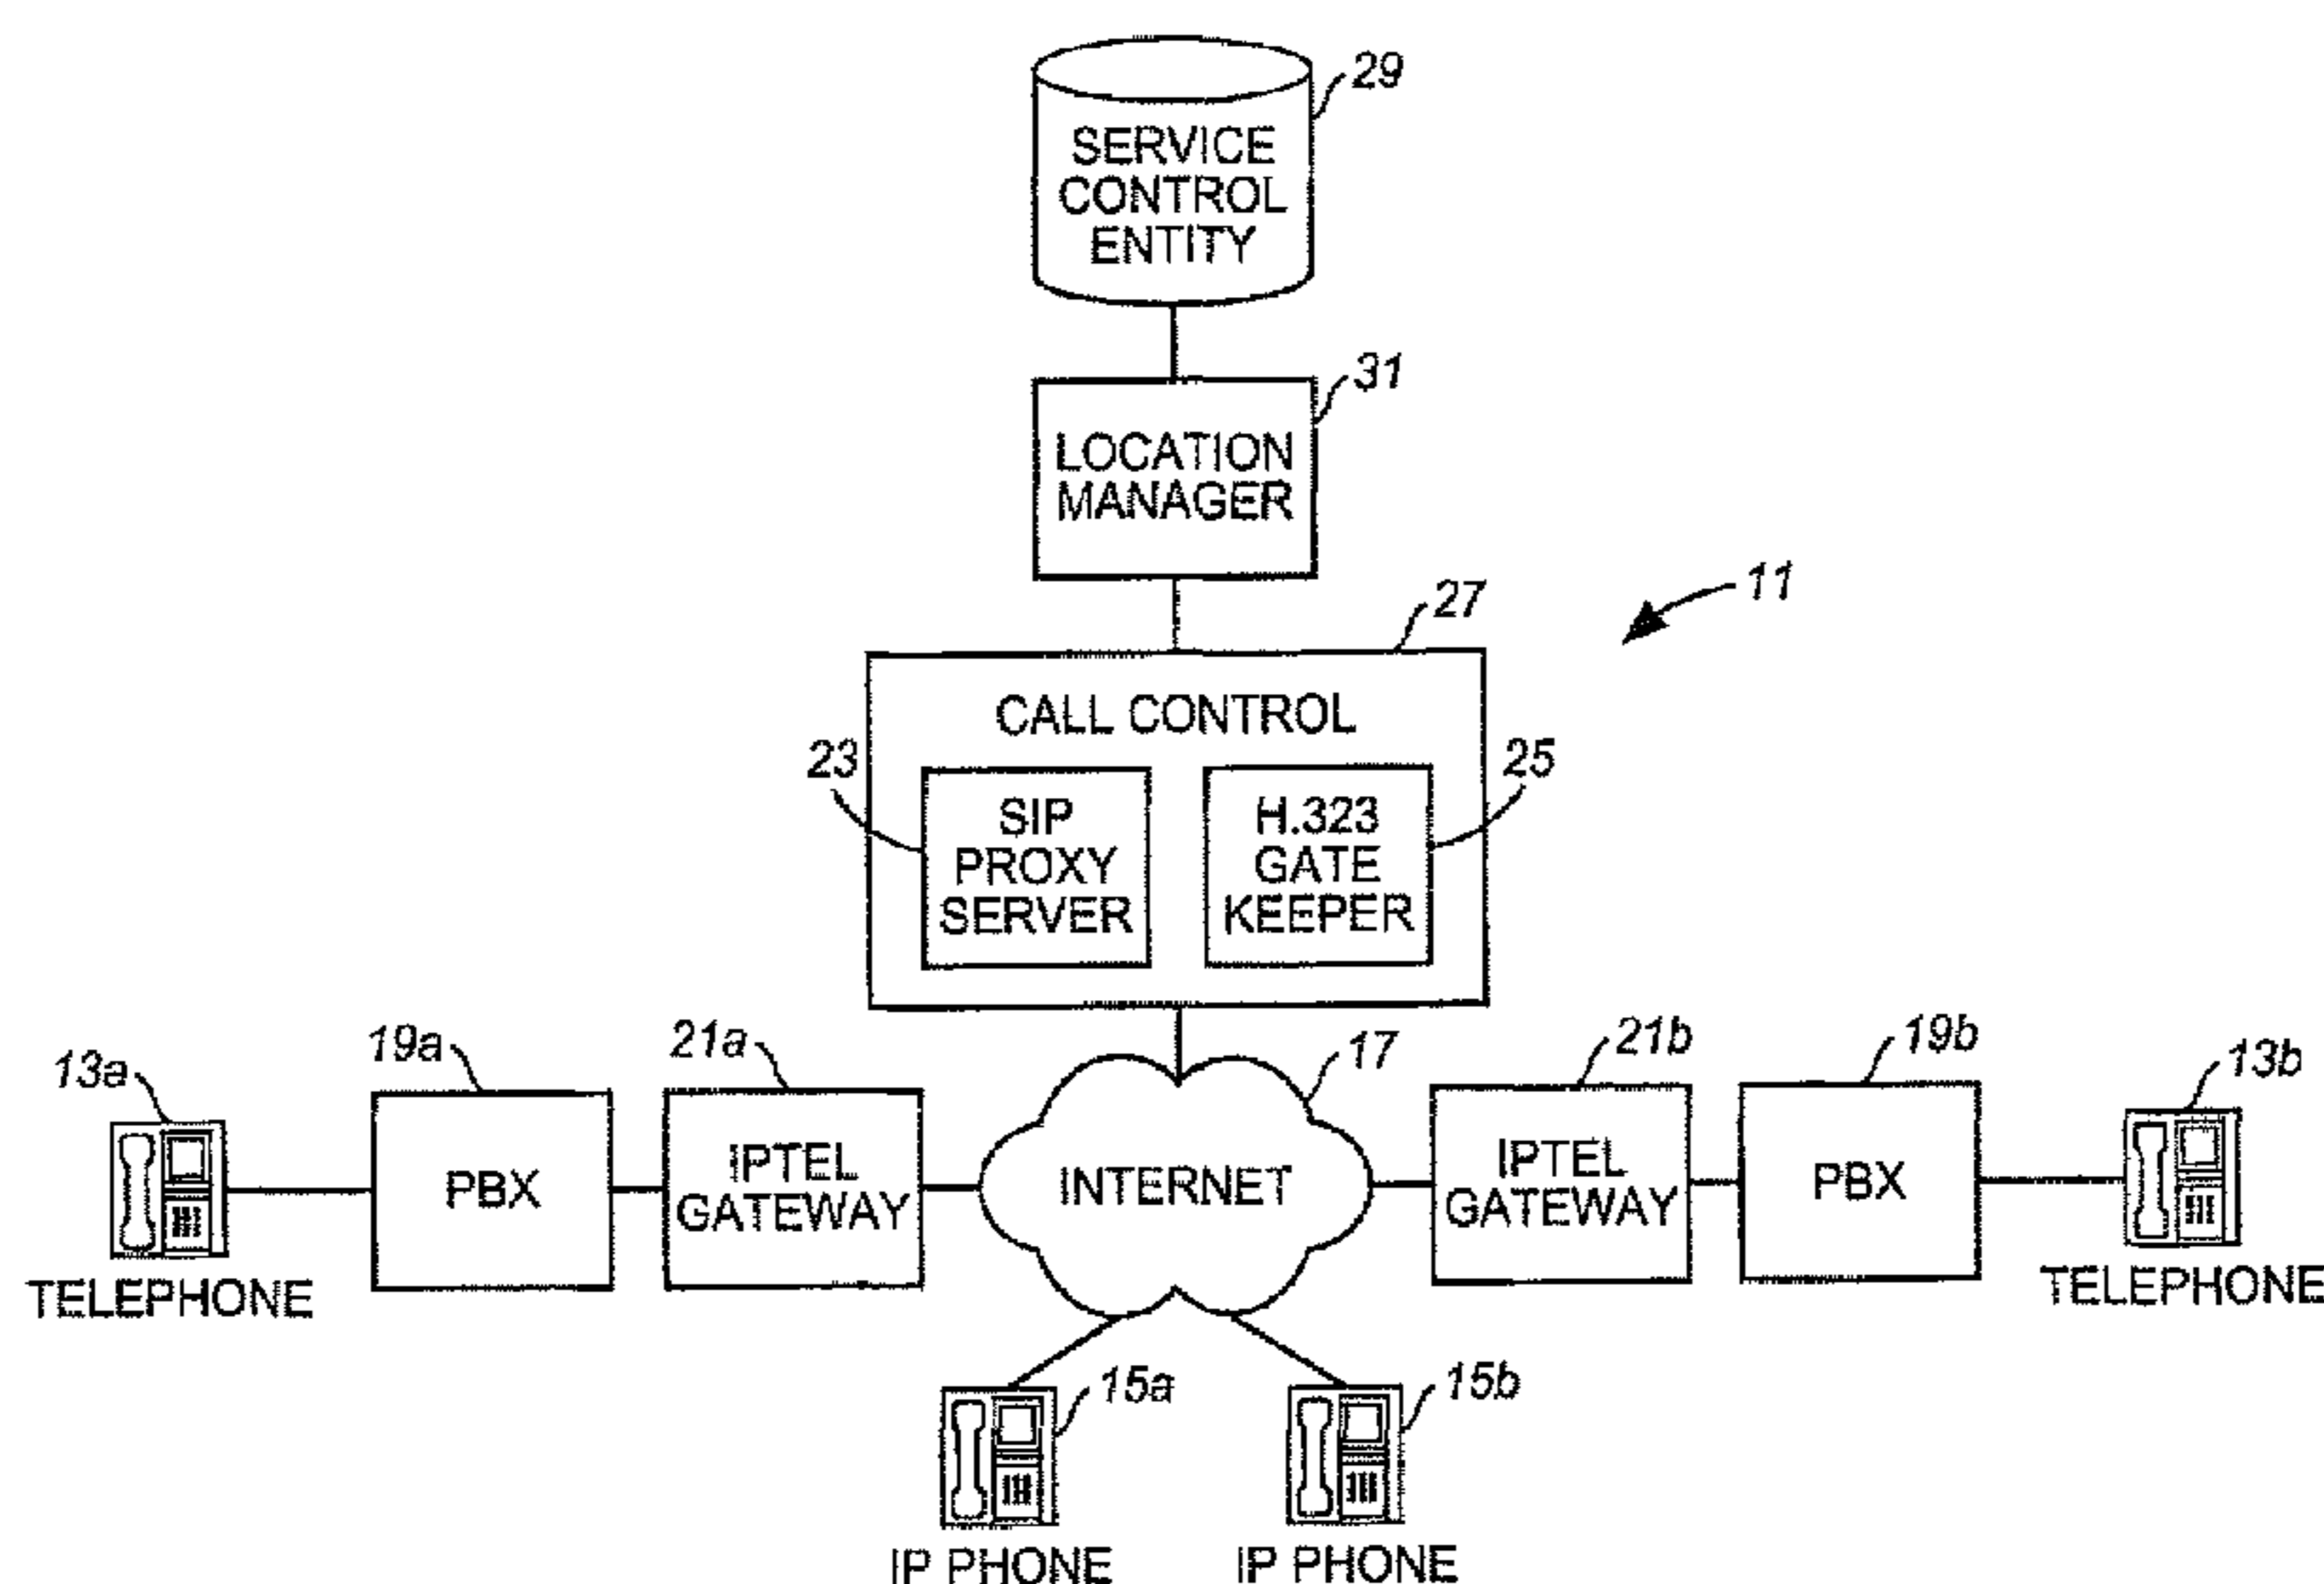 29
SERVICE
CONTROL
ENTITY
31
LOCATION
MANAGER
11
27
CALL CONTROL
23
25
SIP
PROXY
SERVER
H.323
GATE
KEEPER
13a
19a
21a
17
21b
19b
13b
TELEPHONE
PBX
IPTEL
GATEWAY
INTERNET
IPTEL
GATEWAY
PBX
TELEPHONE
15a
15b
IP PHONE
IP PHONE